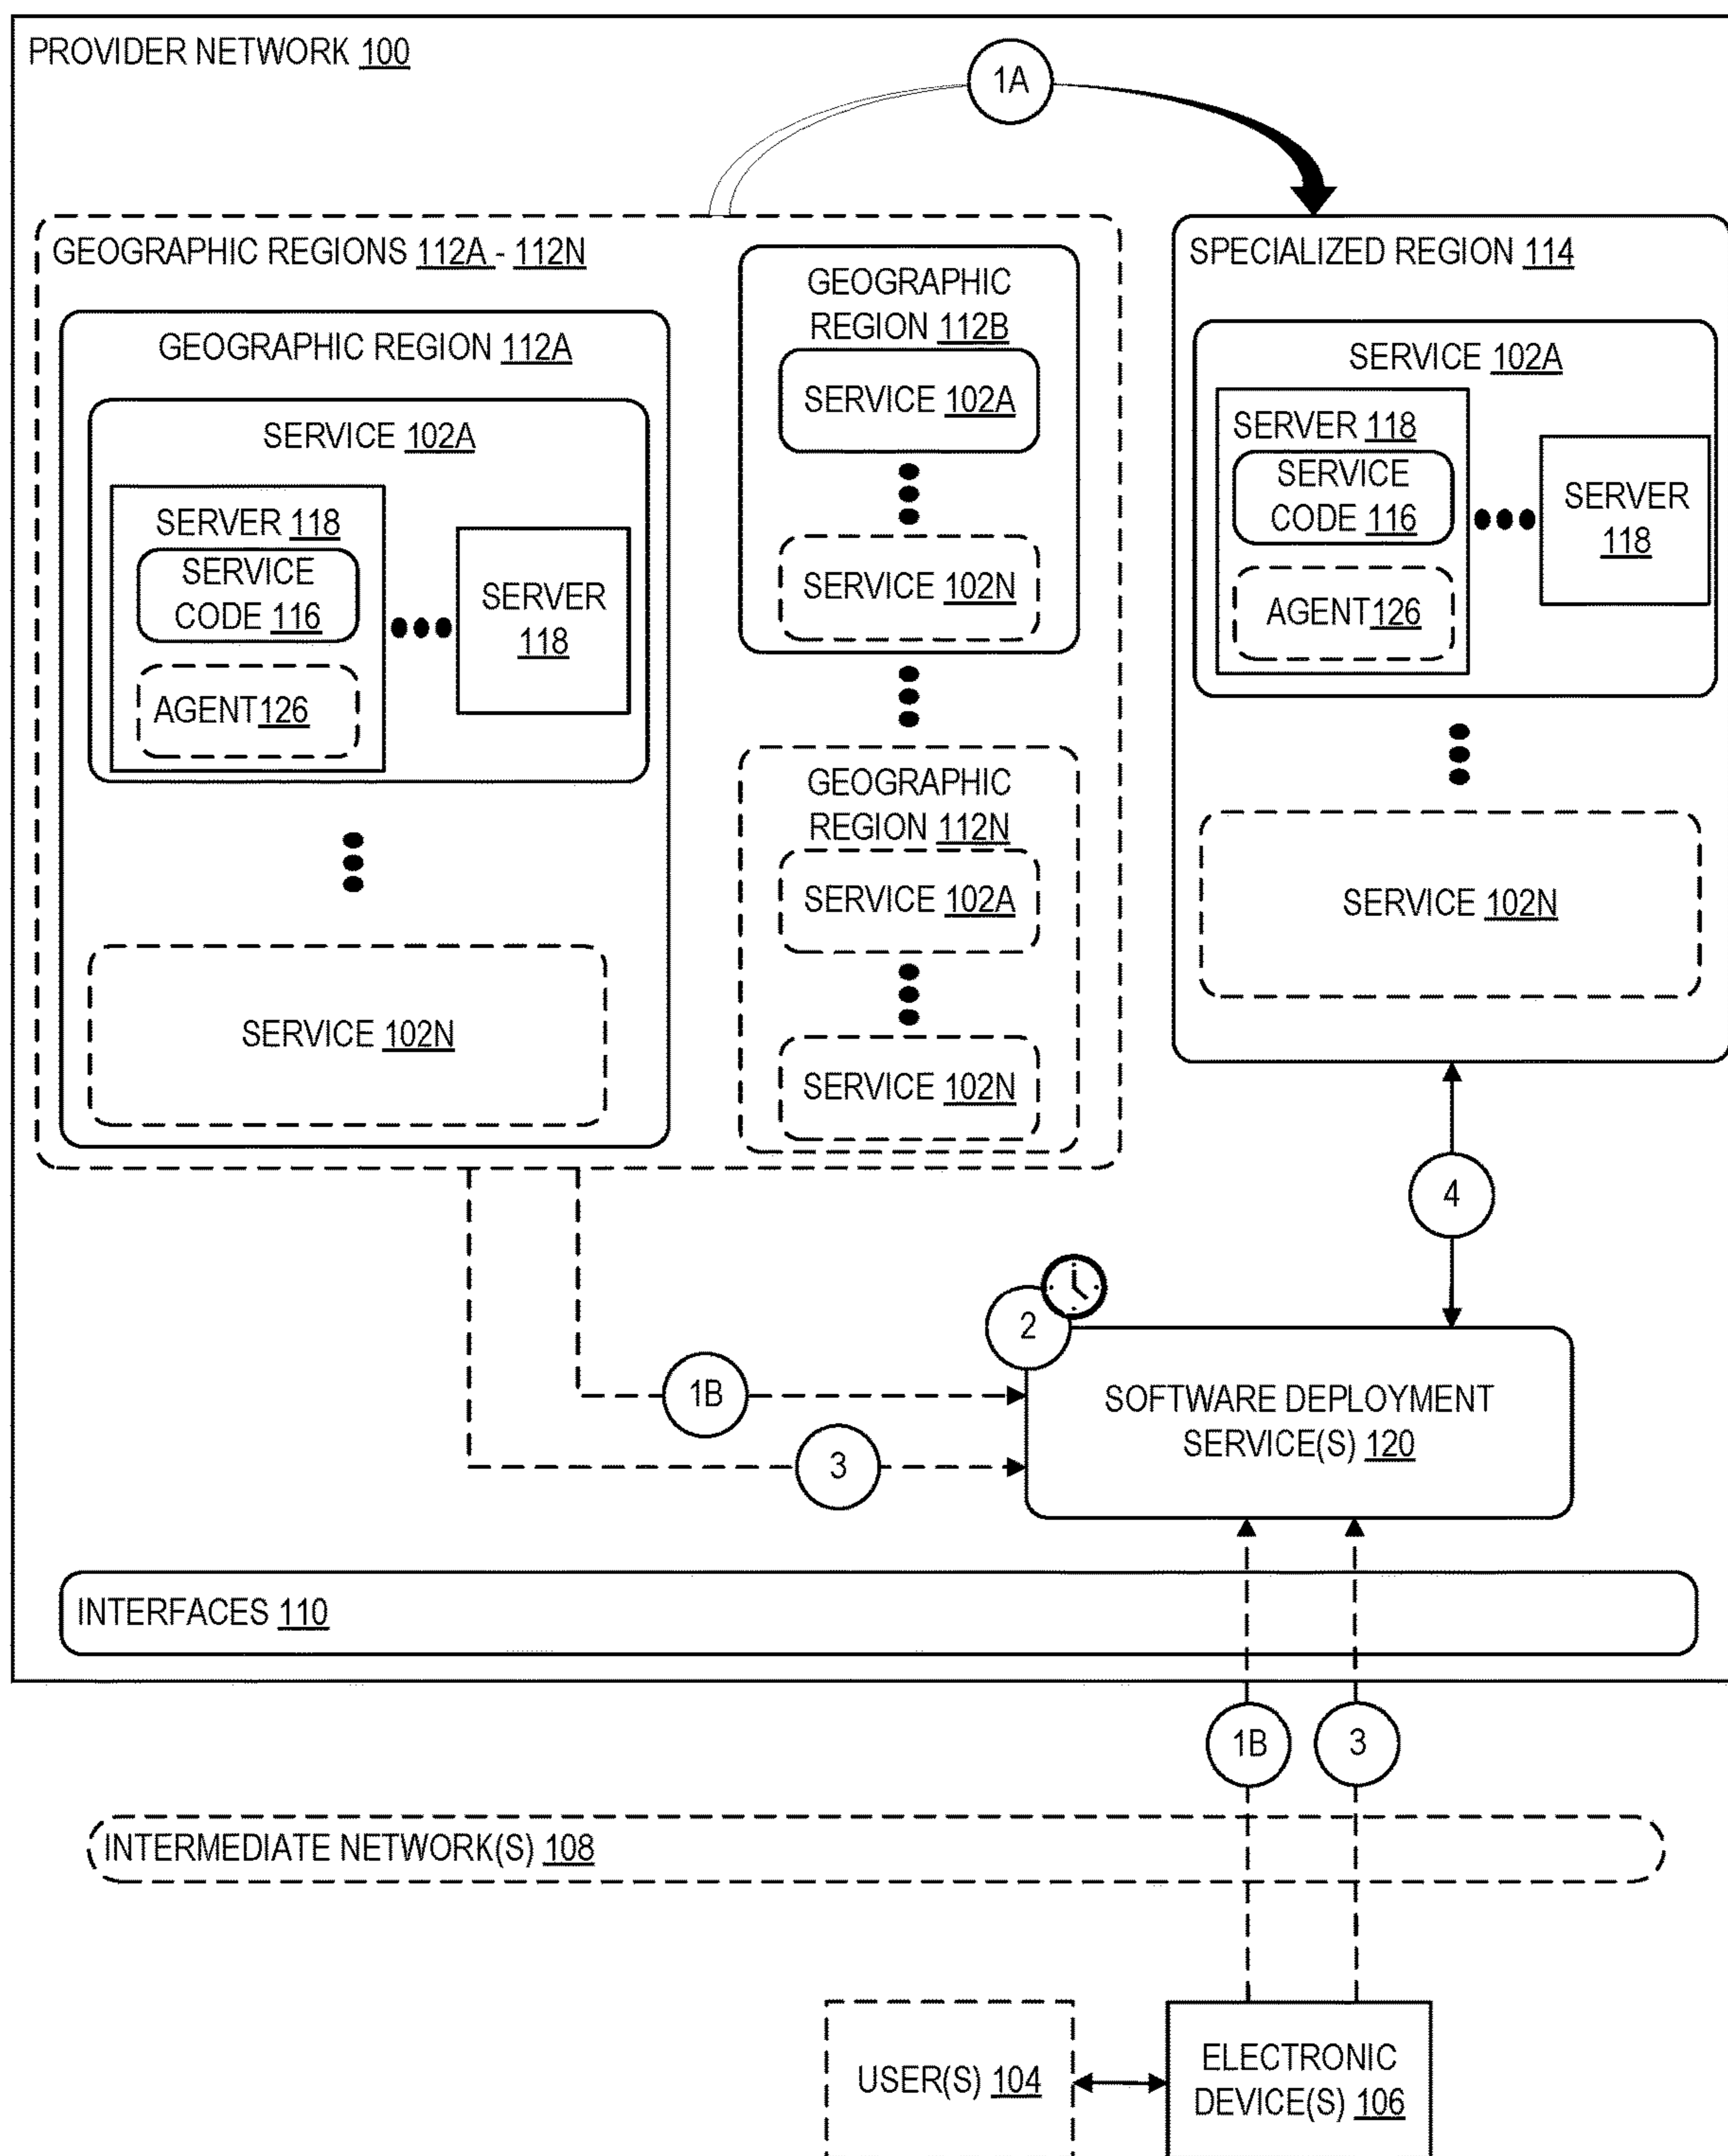 PROVIDER NETWORK 100
1A
GEOGRAPHIC REGIONS 112A - 112N
GEOGRAPHIC REGION 112A
SERVICE 102A
SERVER 118
SERVICE
CODE 116
AGENT126
SERVER
118
SERVICE 102N
GEOGRAPHIC
REGION 112B
SERVICE 102A
SERVICE 102N
GEOGRAPHIC
REGION 112N
SERVICE 102A
SERVICE 102N
SPECIALIZED REGION 114
SERVICE 102A
SERVER 118
SERVICE
CODE 116
AGENT126
SERVER
118
SERVICE 102N
4
2
1B
3
SOFTWARE DEPLOYMENT
SERVICE(S) 120
INTERFACES 110
1B
3
INTERMEDIATE NETWORK(S) 108
USER(S) 104
ELECTRONIC
DEVICE(S) 106